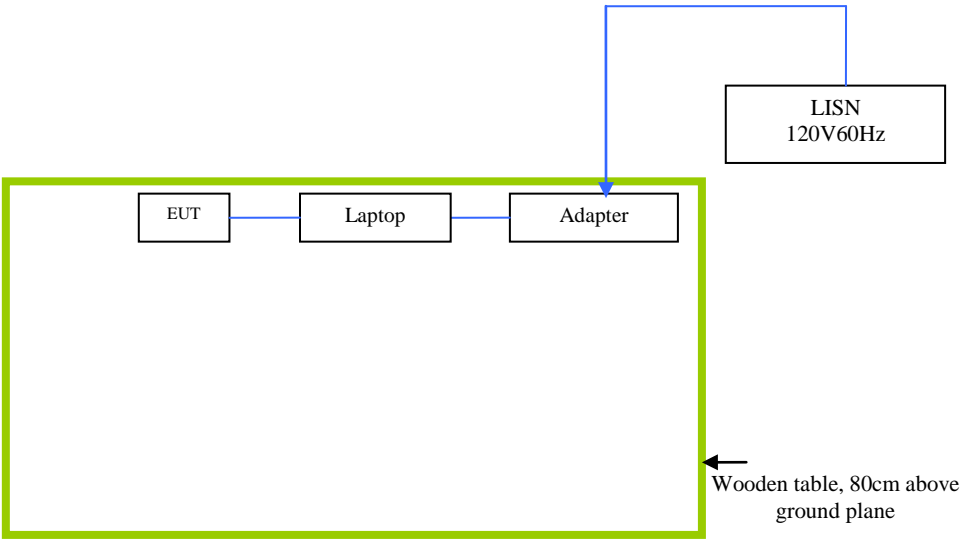 LISN
120V60Hz
EUT
Laptop
Adapter
Wooden table, 80cm above
ground plane